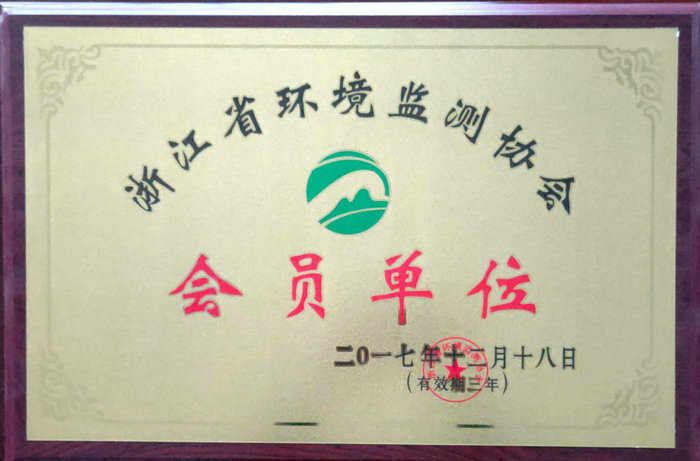 浙江省环境监测协会
会员单位
二〇一七年十二月十八日
(有效期三年)